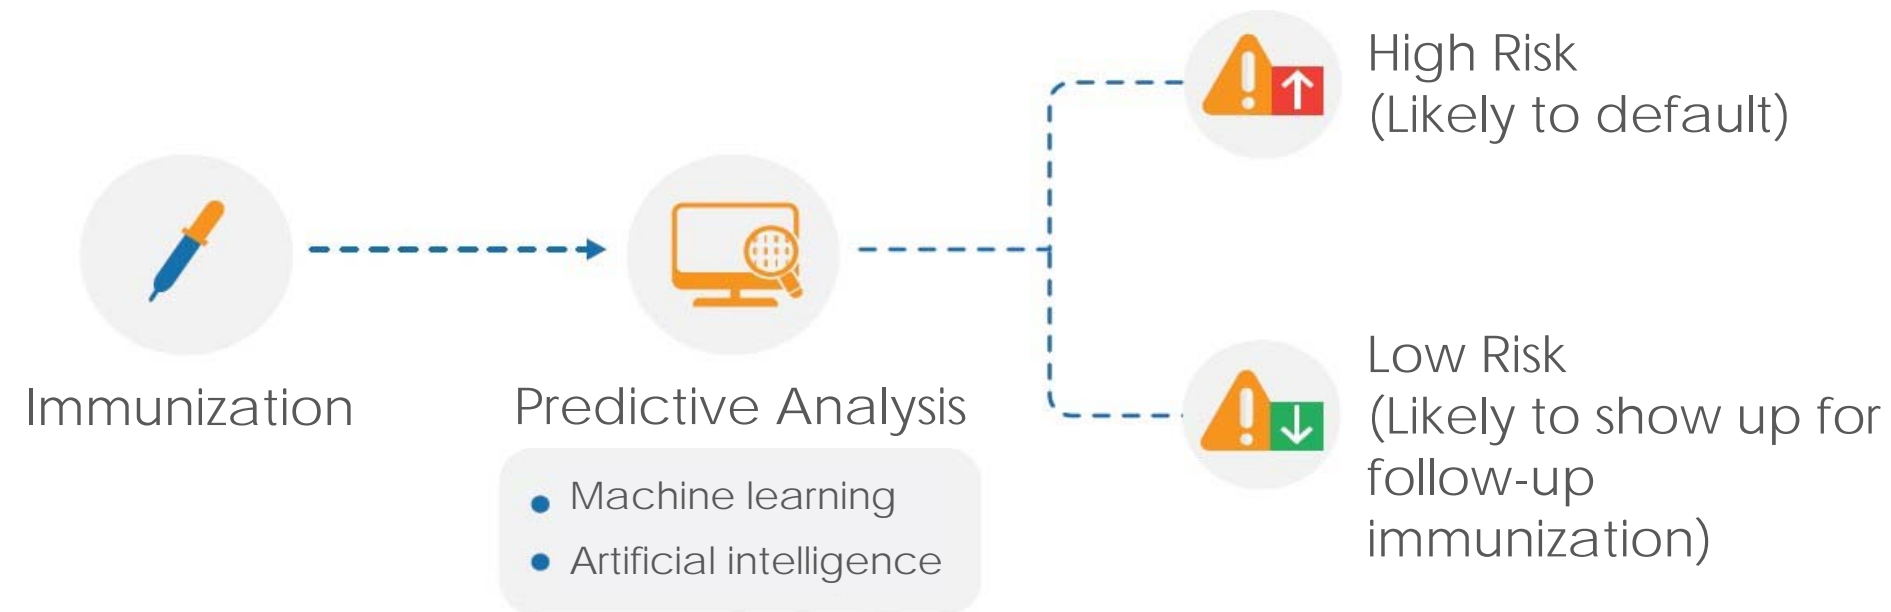 Immunization
Predictive Analysis
Machine learning
Artificial intelligence
High Risk
(Likely to default)
Low Risk
(Likely to show up for
follow-up
immunization)